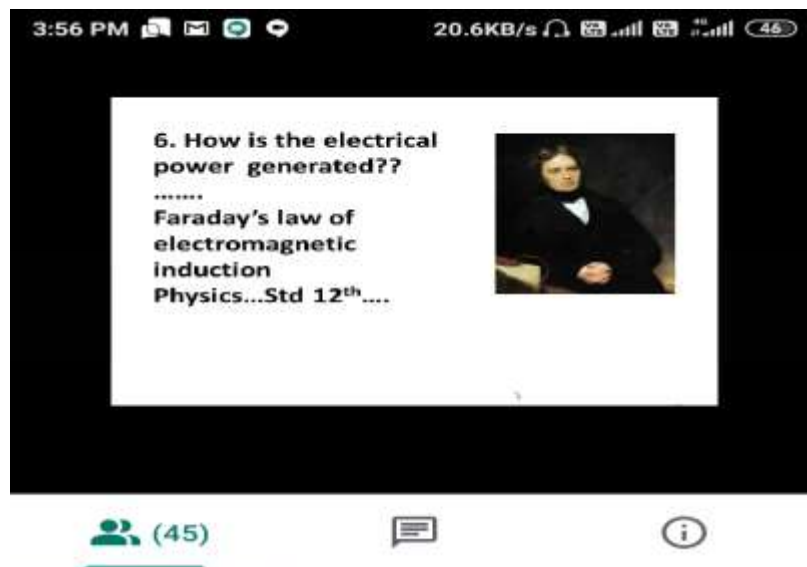 3:56 PM 20.6KB/s 46
6. How is the electrical
power generated??
.......
Faraday's law of
electromagnetic
induction
Physics...Std 12th....
(45)